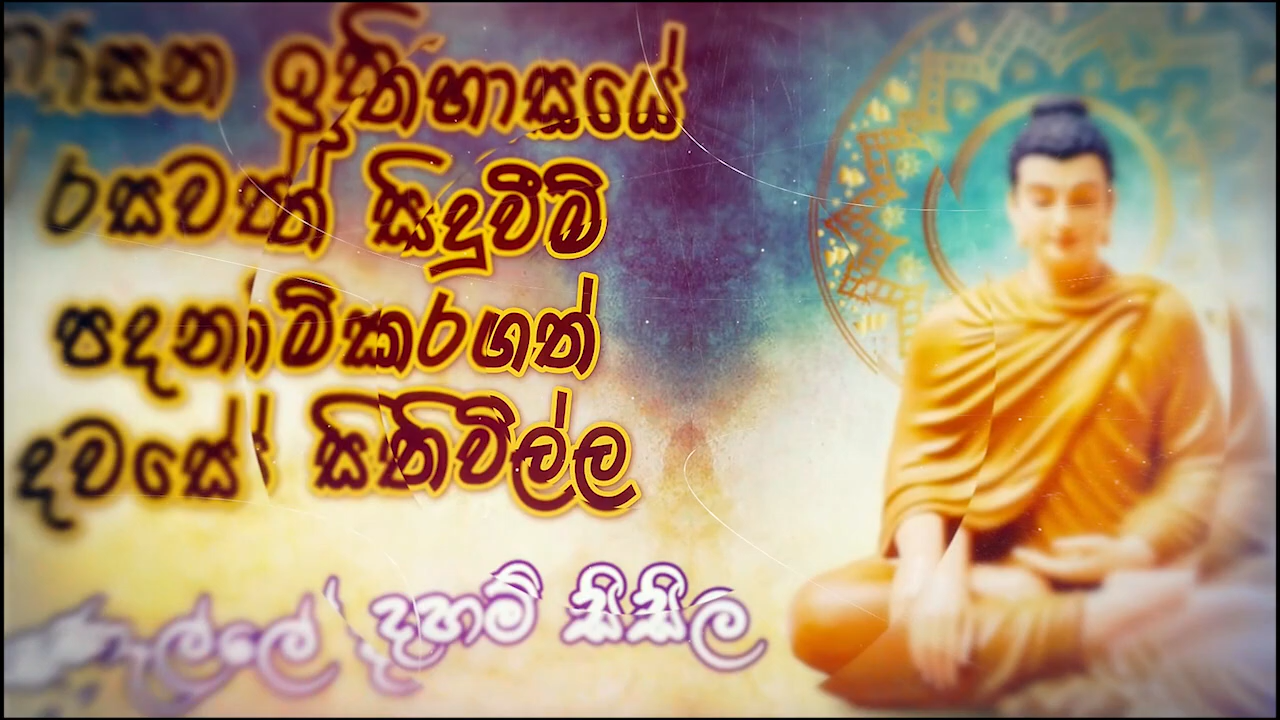 ඉතිහාසයේ
රසවත් සිදුවීම්
පදනම්කරගත්
දවසේ සිතිවිල්ල
දහම් සිසිල